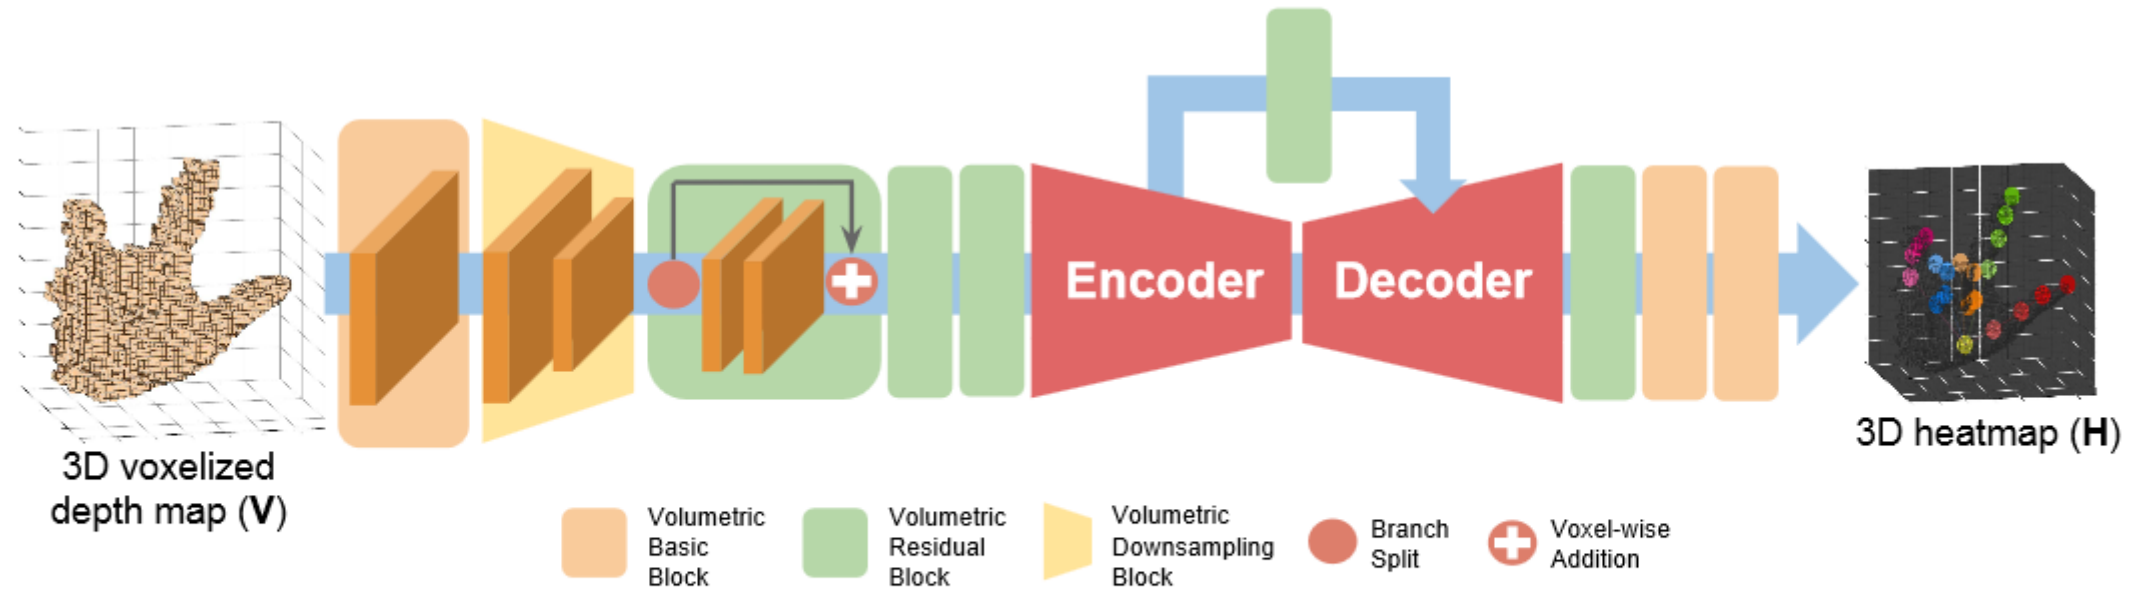 Encoder
Decoder
3D voxelized
depth map (V)
3D heatmap (H)
Volumetric
Basic
Block
Volumetric
Residual
Block
Volumetric
Downsampling
Block
Branch
Split
Voxel-wise
Addition